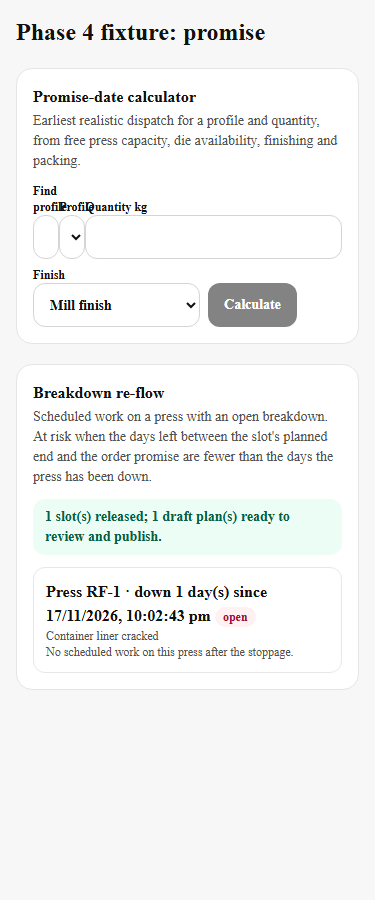 Phase 4 fixture: promise
Promise-date calculator
Earliest realistic dispatch for a profile and quantity,
from free press capacity, die availability, finishing and
packing.
Find
profile
Profile
Quantity kg
Finish
Mill finish
Calculate
Breakdown re-flow
Scheduled work on a press with an open breakdown.
At risk when the days left between the slot's planned
end and the order promise are fewer than the days the
press has been down.
1 slot(s) released; 1 draft plan(s) ready to
review and publish.
Press RF-1 · down 1 day(s) since
17/11/2026, 10:02:43 pm open
Container liner cracked
No scheduled work on this press after the stoppage.